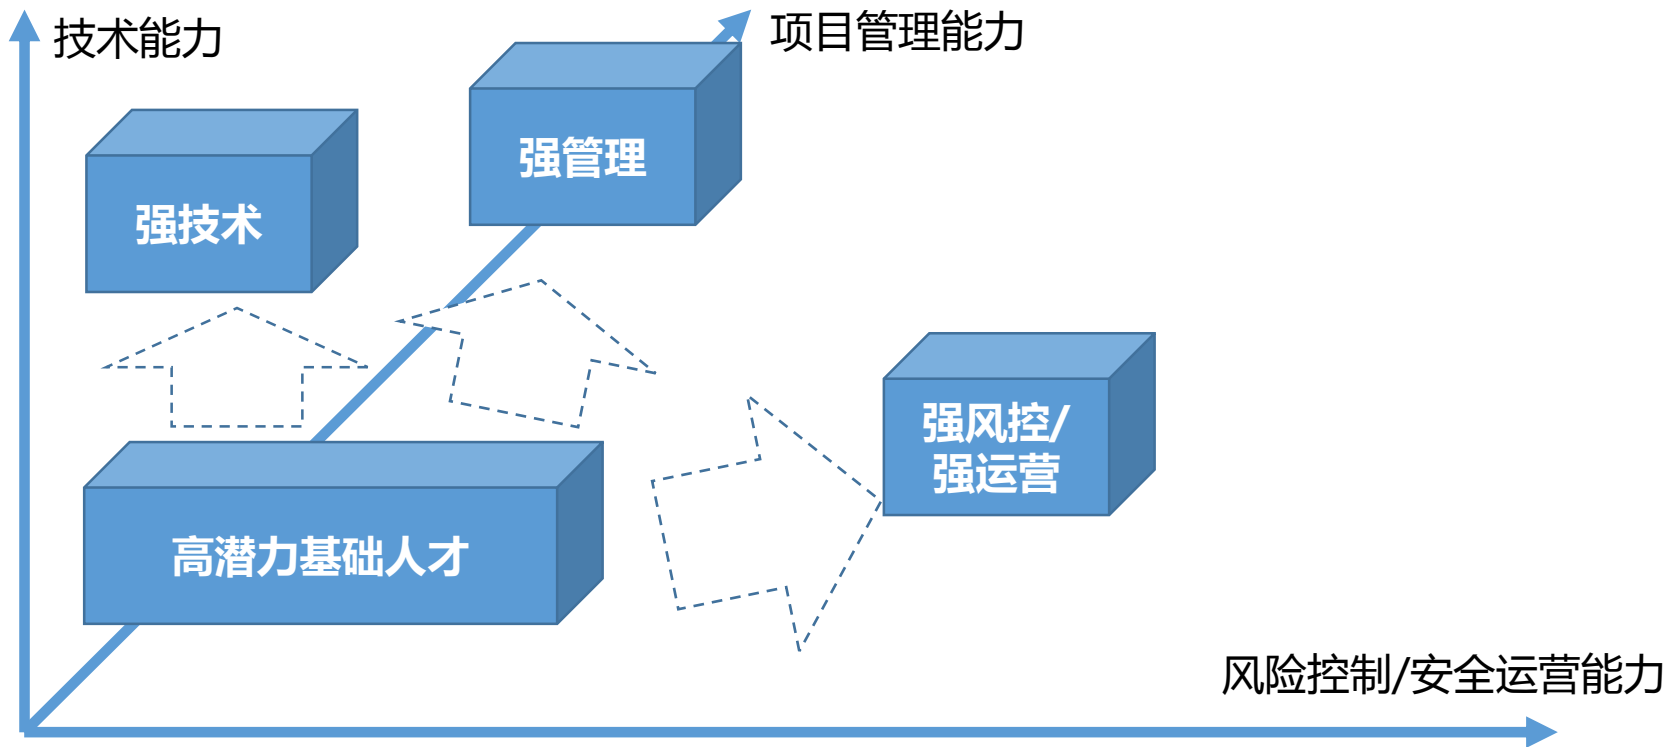 技术能力
项目管理能力
强管理
强技术
强风控/
强运营
高潜力基础人才
风险控制/安全运营能力